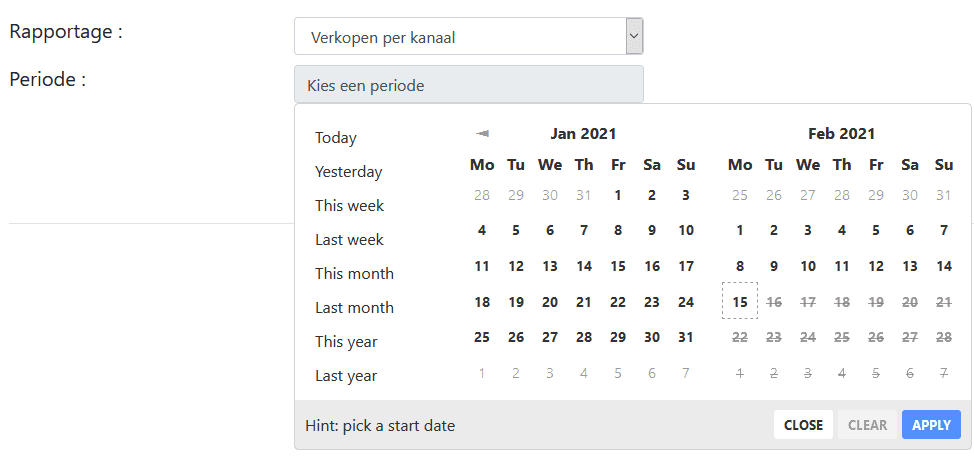 Rapportage :
Verkopen per kanaal
Periode :
Kies een periode
Today
Yesterday
This week
Last week
This month
Last month
This year
Last year
Jan 2021
Mo Tu We Th Fr Sa Su
28 29 30 31 1 2 3
4 5 6 7 8 9 10
11 12 13 14 15 16 17
18 19 20 21 22 23 24
25 26 27 28 29 30 31
1 2 3 4 5 6 7
Feb 2021
Mo Tu We Th Fr Sa Su
25 26 27 28 29 30 31
1 2 3 4 5 6 7
8 9 10 11 12 13 14
15 16 17 18 19 20 21
22 23 24 25 26 27 28
1 2 3 4 5 6 7
Hint: pick a start date
CLOSE
CLEAR
APPLY